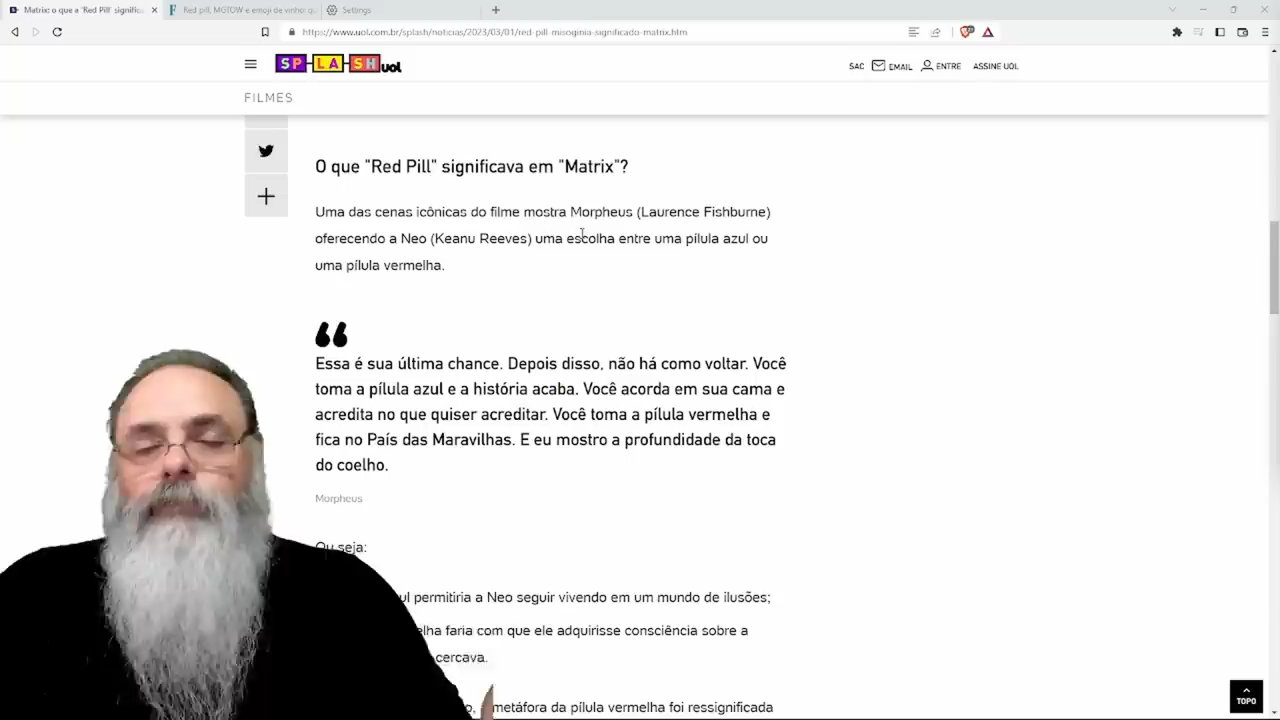 Matrix: o que a 'Red Pill' signific
Red pill, MGTOW e emoji de vinho: q
Settings
https://www.uol.com.br/splash/noticias/2023/03/01/red-pill-misoginia-significado-matrix.htm
SPLASH uol
SAC EMAIL ENTRE ASSINE UOL
FILMES
O que "Red Pill" significava em "Matrix"?
Uma das cenas icônicas do filme mostra Morpheus (Laurence Fishburne)
oferecendo a Neo (Keanu Reeves) uma escolha entre uma pílula azul ou
uma pílula vermelha.
Essa é sua última chance. Depois disso, não há como voltar. Você
toma a pílula azul e a história acaba. Você acorda em sua cama e
acredita no que quiser acreditar. Você toma a pílula vermelha e
fica no País das Maravilhas. E eu mostro a profundidade da toca
do coelho.
Morpheus
Ou seja:
ul permitiria a Neo seguir vivendo em um mundo de ilusões;
elha faria com que ele adquirisse consciência sobre a
cercava.
metáfora da pílula vermelha foi ressignificada
TOPO